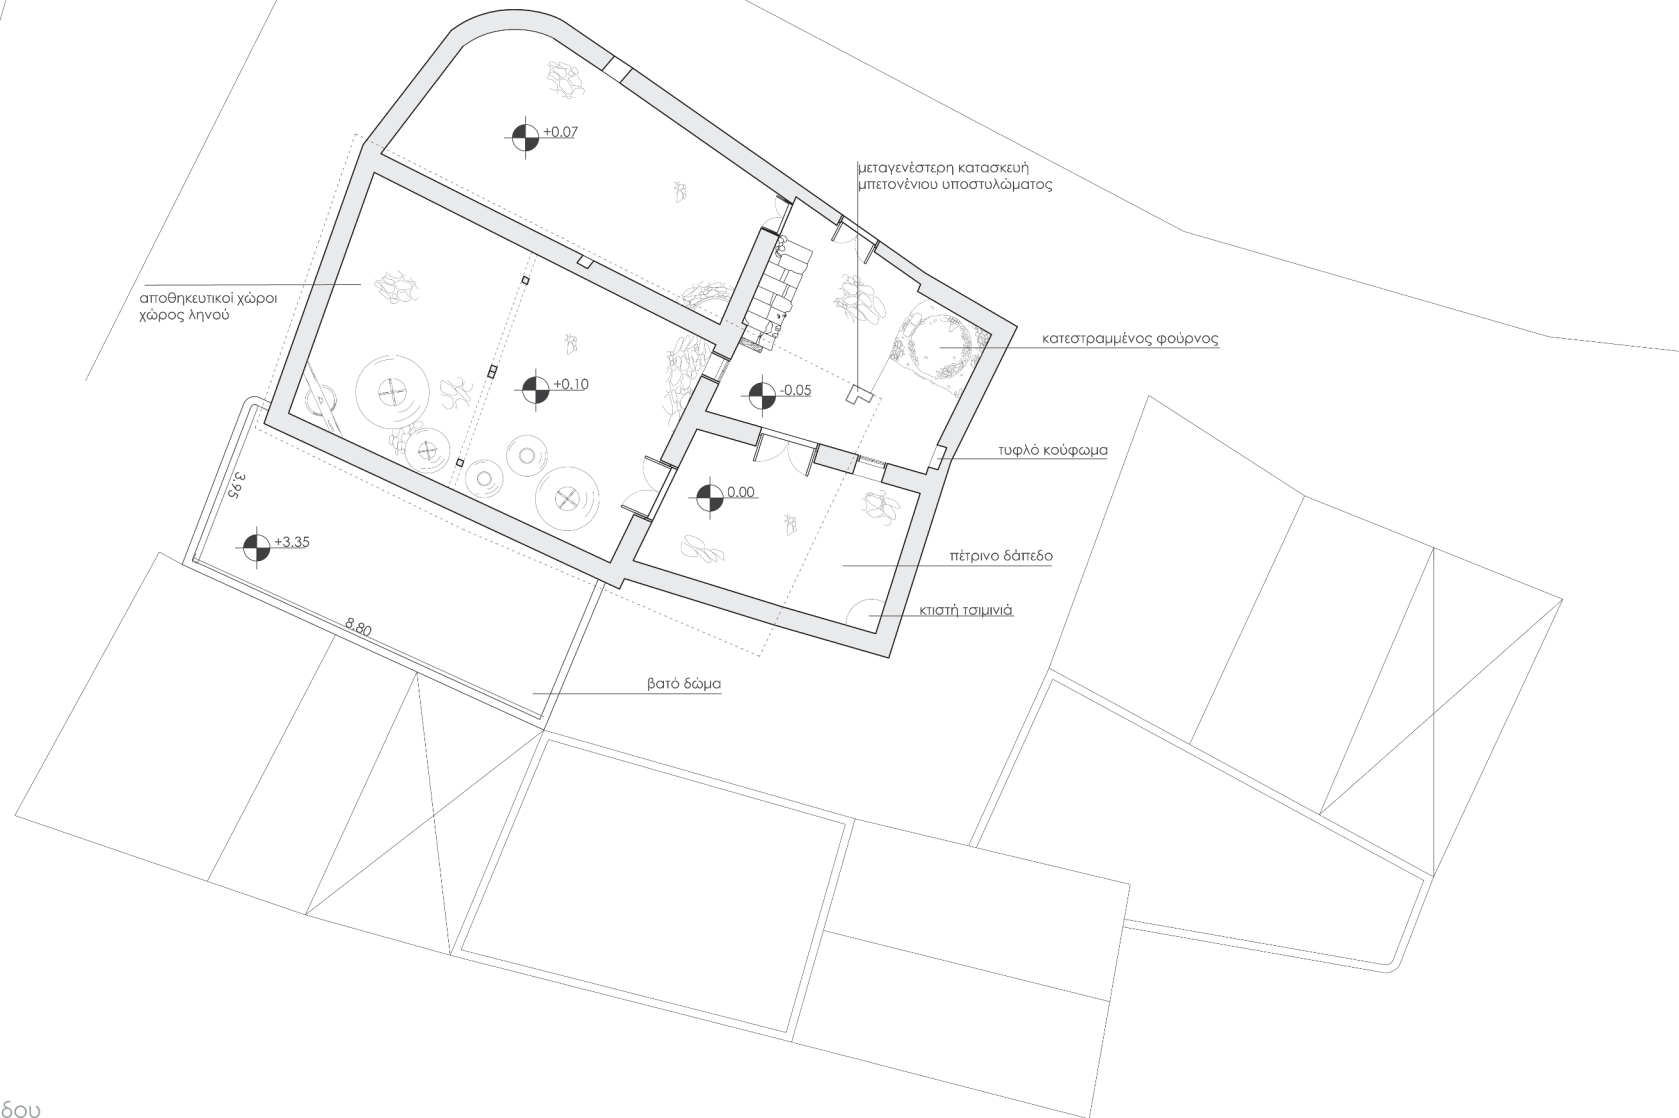 +0.07
μεταγενέστερη κατασκευή
μπετονένιου υποστυλώματος
αποθηκευτικοί χώροι
χώρος ληνού
κατεστραμμένος φούρνος
+0.10
-0.05
τυφλό κούφωμα
3.95
0.00
+3.35
πέτρινο δάπεδο
κτιστή τσιμινιά
8.80
βατό δώμα
δου